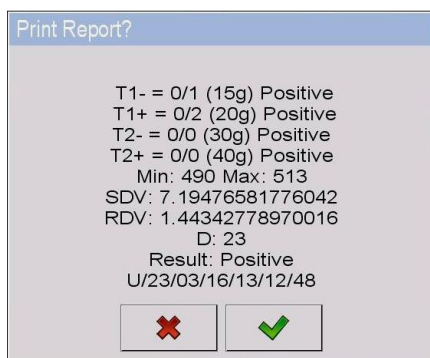 Print Report?
T1- = 0/1 (15g) Positive
T1+ = 0/2 (20g) Positive
T2- = 0/0 (30g) Positive
T2+ = 0/0 (40g) Positive
Min: 490 Max: 513
SDV: 7.19476581776042
RDV: 1.44342778970016
D: 23
Result: Positive
U/23/03/16/13/12/48